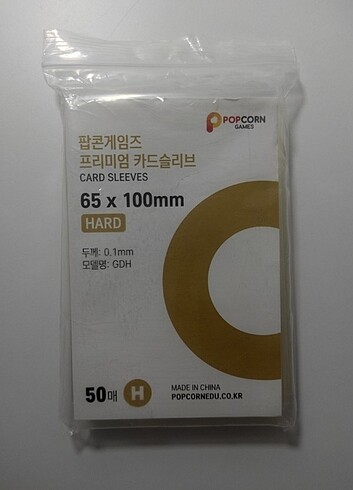 POPCORN
GAMES
팝콘게임즈
프리미엄 카드슬리브
CARD SLEEVES
65 x 100mm
HARD
두께: 0.1mm
모델명: GDH
50매 H
MADE IN CHINA
POPCORNEDU.CO.KR